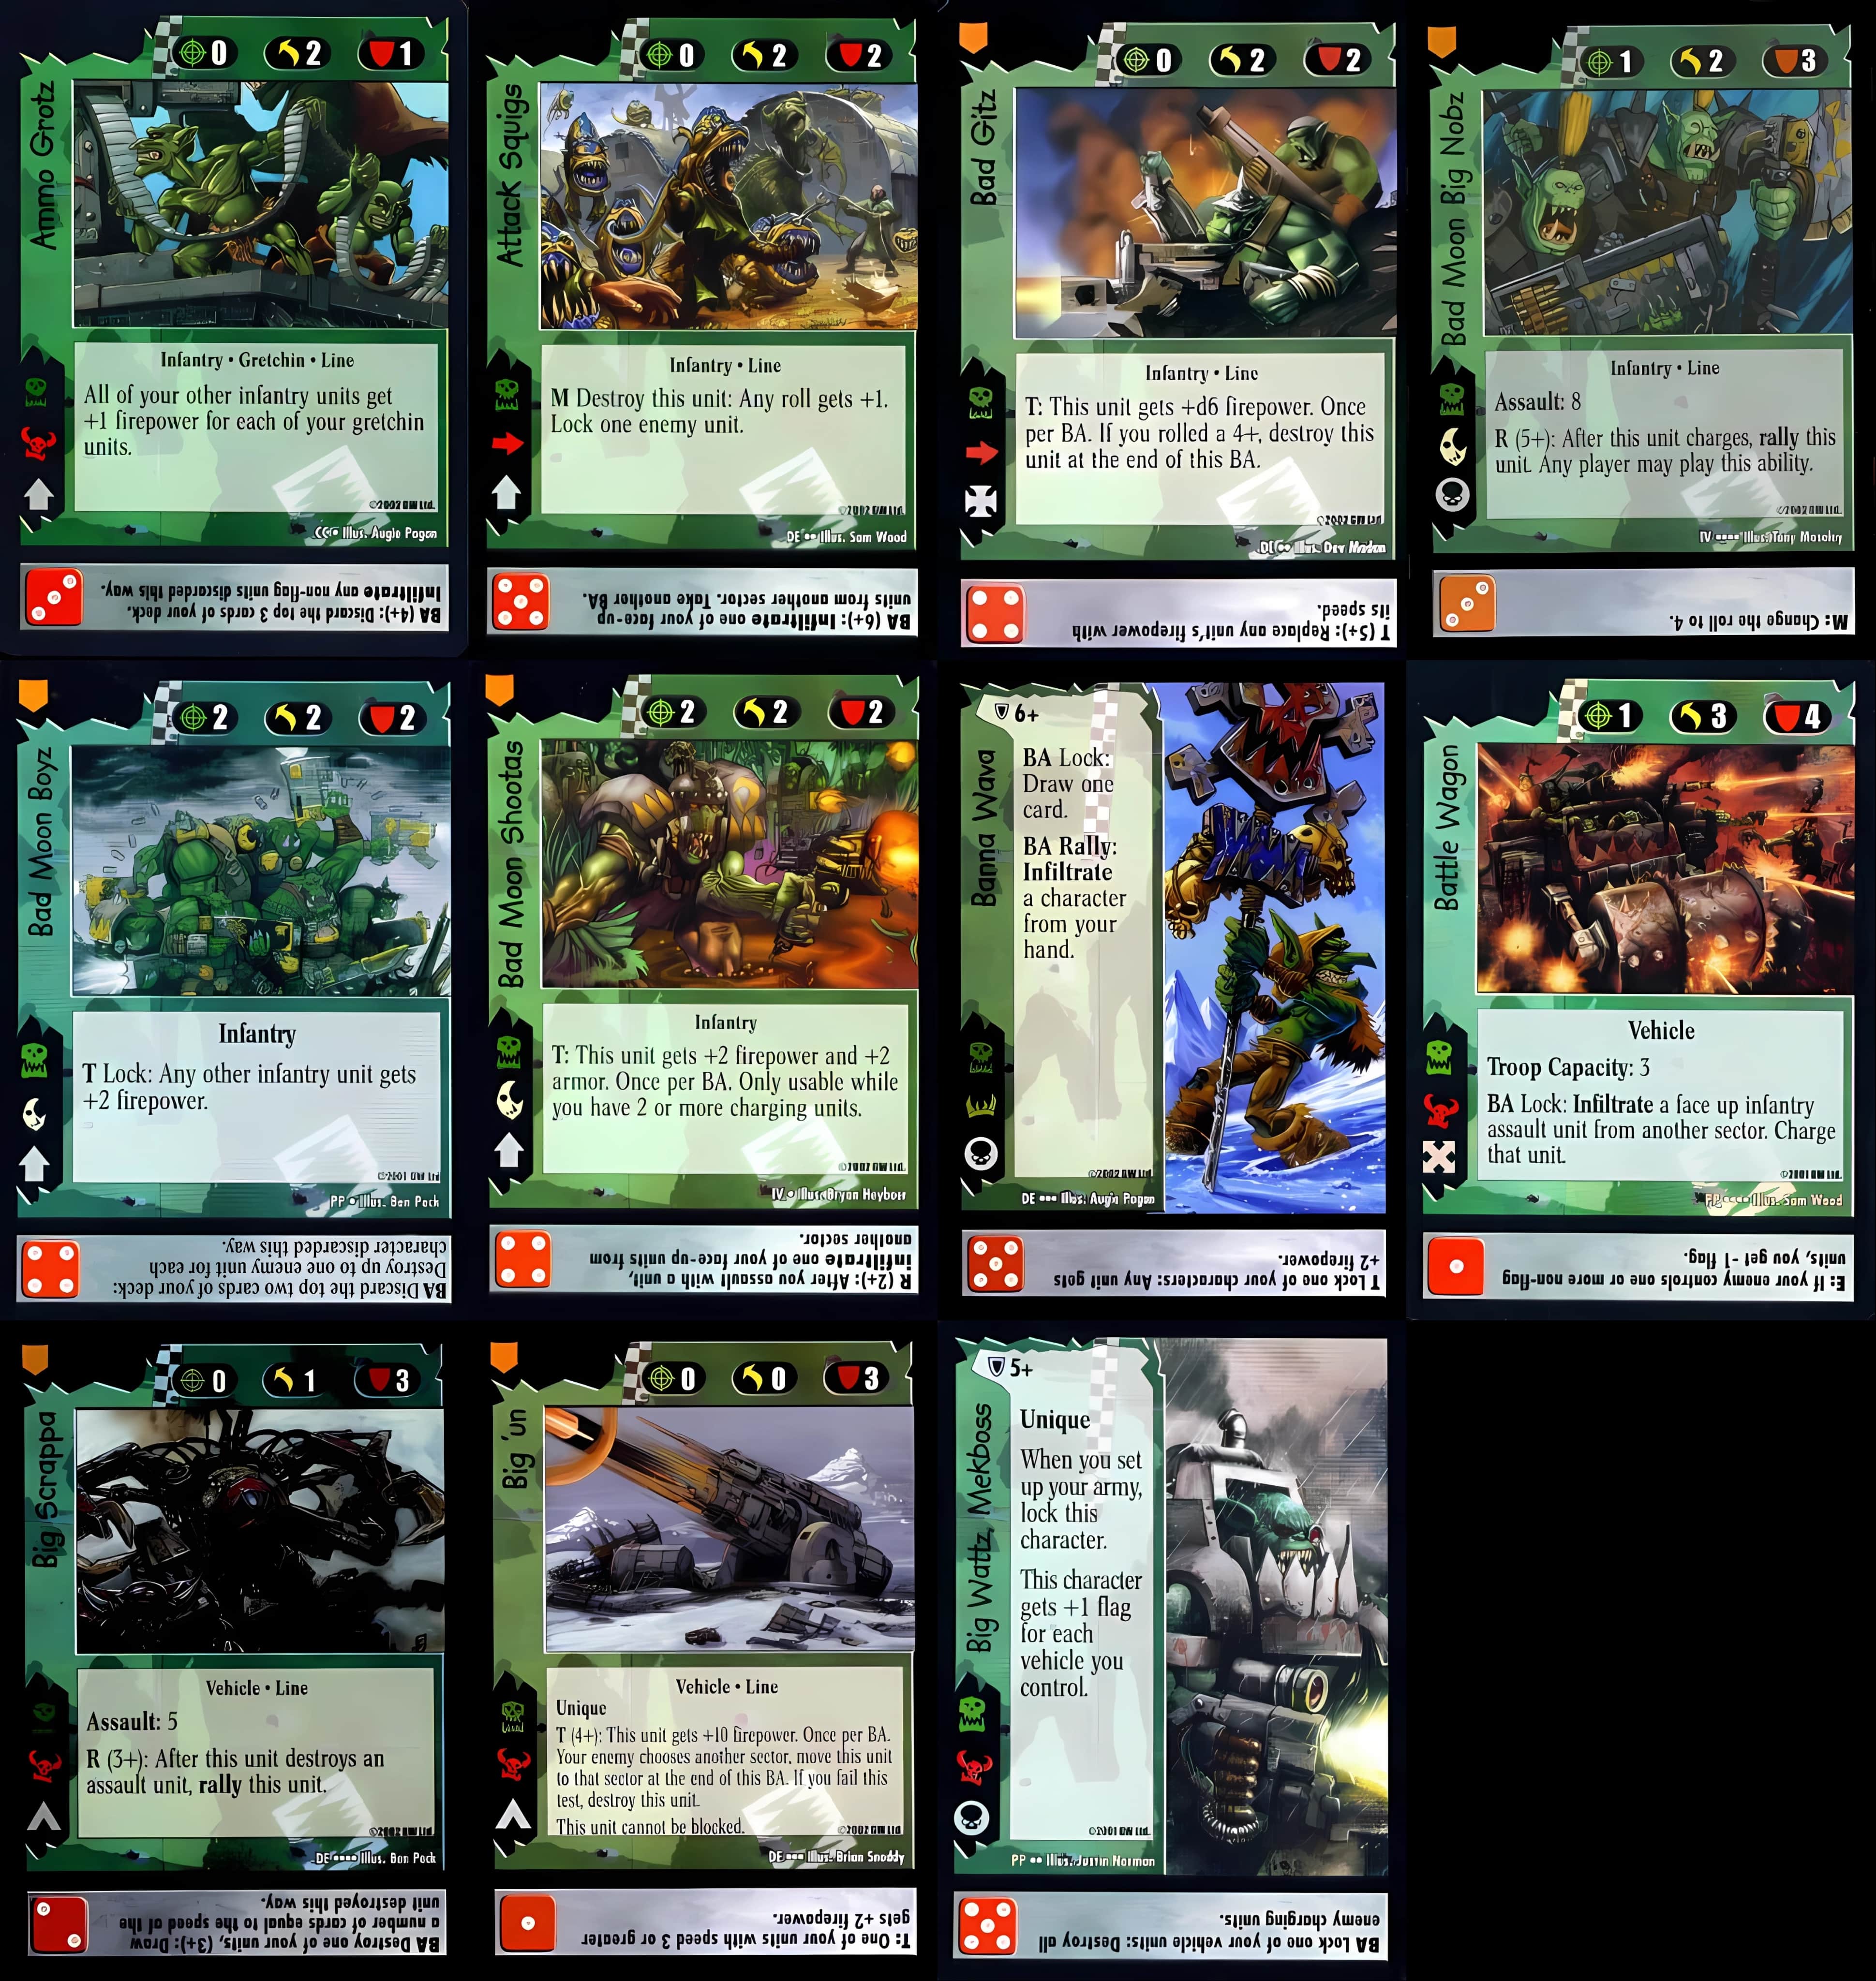 0 2 1
Ammo Grotz
Infantry • Gretchin • Line
All of your other infantry units get
+1 firepower for each of your gretchin
units.
©2002 GW Ltd.
CC • Illus. Augie Pagan
BA (4+): Discard the top 3 cards of your deck.
Infiltrate any non-flag units discarded this way.
0 2 2
Attack Squigs
Infantry • Line
M Destroy this unit: Any roll gets +1.
Lock one enemy unit.
©2002 GW Ltd.
DE •• Illus. Sam Wood
BA (6+): Infiltrate one of your face-up
units from another sector. Take another BA.
0 2 2
Bad Gitz
Infantry • Line
T: This unit gets +d6 firepower. Once
per BA. If you rolled a 4+, destroy this
unit at the end of this BA.
©2002 GW Ltd.
DE •• Illus. Dev Madan
T (5+): Replace any unit's firepower with
its speed.
1 2 3
Bad Moon Big Nobz
Infantry • Line
Assault: 8
R (5+): After this unit charges, rally this
unit. Any player may play this ability.
©2002 GW Ltd.
IV •••• Illus. Tony Moseley
M: Change the roll to 4.
2 2 2
Bad Moon Boyz
Infantry
T Lock: Any other infantry unit gets
+2 firepower.
©2001 GW Ltd.
PP • Illus. Ben Peck
BA Discard the top two cards of your deck:
Destroy up to one enemy unit for each
character discarded this way.
2 2 2
Bad Moon Shootas
Infantry
T: This unit gets +2 firepower and +2
armor. Once per BA. Only usable while
you have 2 or more charging units.
©2002 GW Ltd.
IV • Illus. Bryan Heyboer
R (2+): After you assault with a unit,
infiltrate one of your face-up units from
another sector.
6+
Banna Wava
BA Lock:
Draw one
card.
BA Rally:
Infiltrate
a character
from your
hand.
©2002 GW Ltd.
DE ••• Illus. Augie Pagan
T Lock one of your characters: Any unit gets
+2 firepower.
1 3 4
Battle Wagon
Vehicle
Troop Capacity: 3
BA Lock: Infiltrate a face up infantry
assault unit from another sector. Charge
that unit.
©2001 GW Ltd.
PP •••• Illus. Sam Wood
E: If your enemy controls one or more non-flag
units, you get -1 flag.
0 1 3
Big Scrappa
Vehicle • Line
Assault: 5
R (3+): After this unit destroys an
assault unit, rally this unit.
©2002 GW Ltd.
DE •••• Illus. Ben Peck
BA Destroy one of your units, (3+): Draw
a number of cards equal to the speed of the
unit destroyed this way.
0 0 3
Big 'un
Vehicle • Line
Unique
T (4+): This unit gets +10 firepower. Once per BA.
Your enemy chooses another sector, move this unit
to that sector at the end of this BA. If you fail this
test, destroy this unit.
This unit cannot be blocked.
©2002 GW Ltd.
DE •••• Illus. Brian Snoddy
T: One of your units with speed 3 or greater
gets +2 firepower.
5+
Big Wattz, Mekboss
Unique
When you set
up your army,
lock this
character.
This character
gets +1 flag
for each
vehicle you
control.
©2001 GW Ltd.
PP •• Illus. Justin Norman
BA Lock one of your vehicle units: Destroy all
enemy charging units.